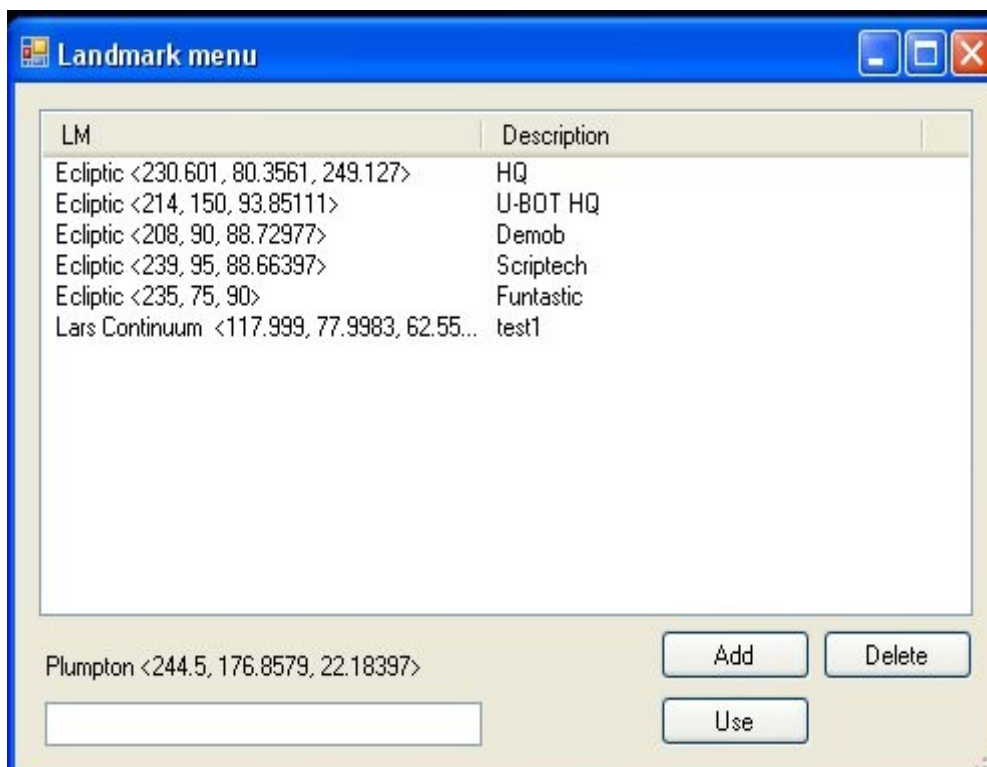 Landmark menu
LM Description
Ecliptic <230.601, 80.3561, 249.127> HQ
Ecliptic <214, 150, 93.85111> U-BOT HQ
Ecliptic <208, 90, 88.72977> Demob
Ecliptic <239, 95, 88.66397> Scriptech
Ecliptic <235, 75, 90> Funtastic
Lars Continuum <117.999, 77.9983, 62.55... test1
Plumpton <244.5, 176.8579, 22.18397>
Add Delete
Use